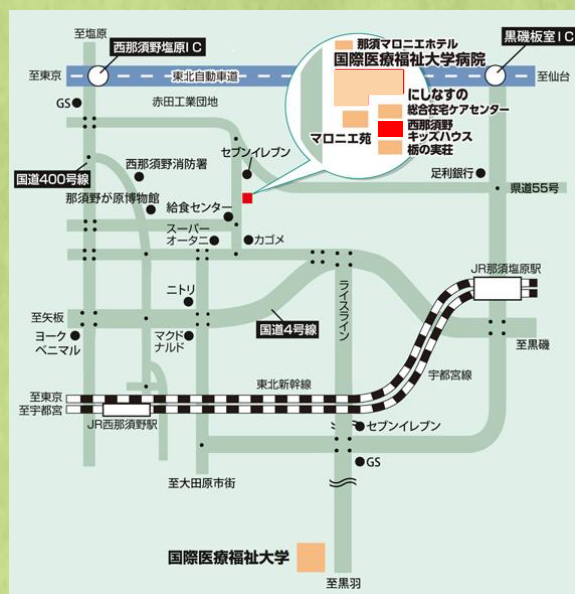 至塩原
西那須野塩原IC
那須マロニエホテル
国際医療福祉大学病院
黒磯板室IC
至東京
東北自動車道
至仙台
GS
赤田工業団地
にしなすの
総合在宅ケアセンター
マロニエ苑
西那須野
キッズハウス
栃の実荘
国道400号線
西那須野消防署
セブンイレブン
足利銀行
県道55号
那須野が原博物館
給食センター
スーパー
オータニ
カゴメ
JR那須塩原駅
ニトリ
ライスライン
至矢板
国道4号線
ヨーク
ベニマル
マクド
ナルド
至黒磯
至東京
至宇都宮
東北新幹線
宇都宮線
JR西那須野駅
セブンイレブン
GS
至大田原市街
国際医療福祉大学
至黒羽